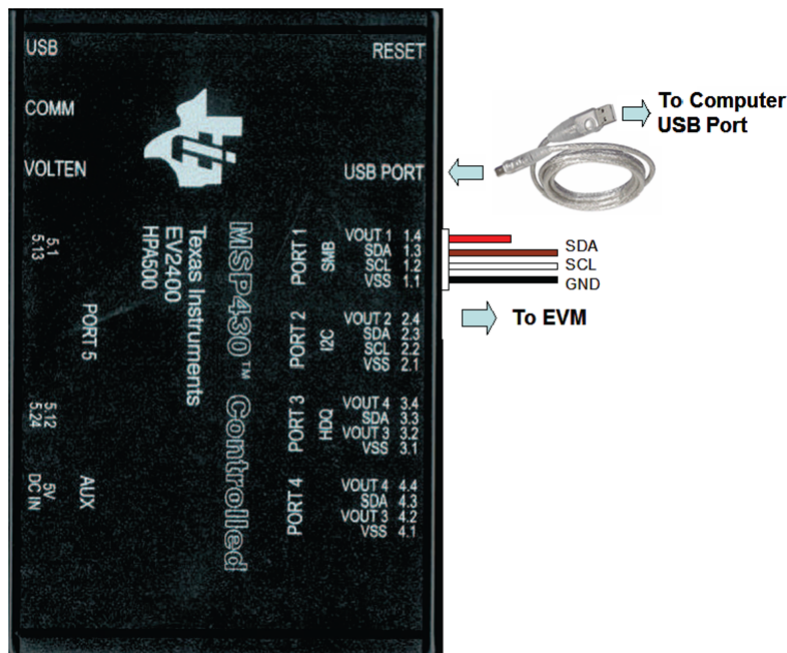 USB
RESET
COMM
VOLTEN
USB PORT
To Computer
USB Port
Texas Instruments
EV2400
HPA500
MSP430™ Controlled
5.1
5.13
PORT 5
5.12
5.24
AUX
5V
DC IN
PORT 1
SMB
VOUT 1 1.4
SDA 1.3
SCL 1.2
VSS 1.1
SDA
SCL
GND
To EVM
PORT 2
I2C
VOUT 2 2.4
SDA 2.3
SCL 2.2
VSS 2.1
PORT 3
HDQ
VOUT 4 3.4
SDA 3.3
VOUT 3 3.2
VSS 3.1
PORT 4
VOUT 4 4.4
SDA 4.3
VOUT 3 4.2
VSS 4.1